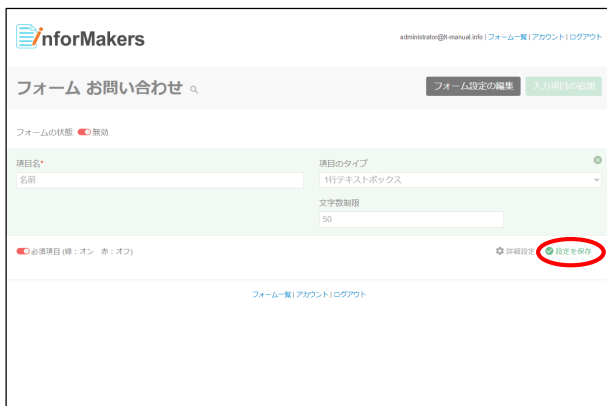 inforMakers
administrator@lt-manual.info | フォーム一覧 | アカウント | ログアウト
フォーム お問い合わせ
フォーム設定の編集
入力項目の追加
フォームの状態 無効
項目名*
項目のタイプ
名前
1行テキストボックス
文字数制限
50
必須項目 (緑：オン 赤：オフ)
詳細設定
設定を保存
フォーム一覧 | アカウント | ログアウト